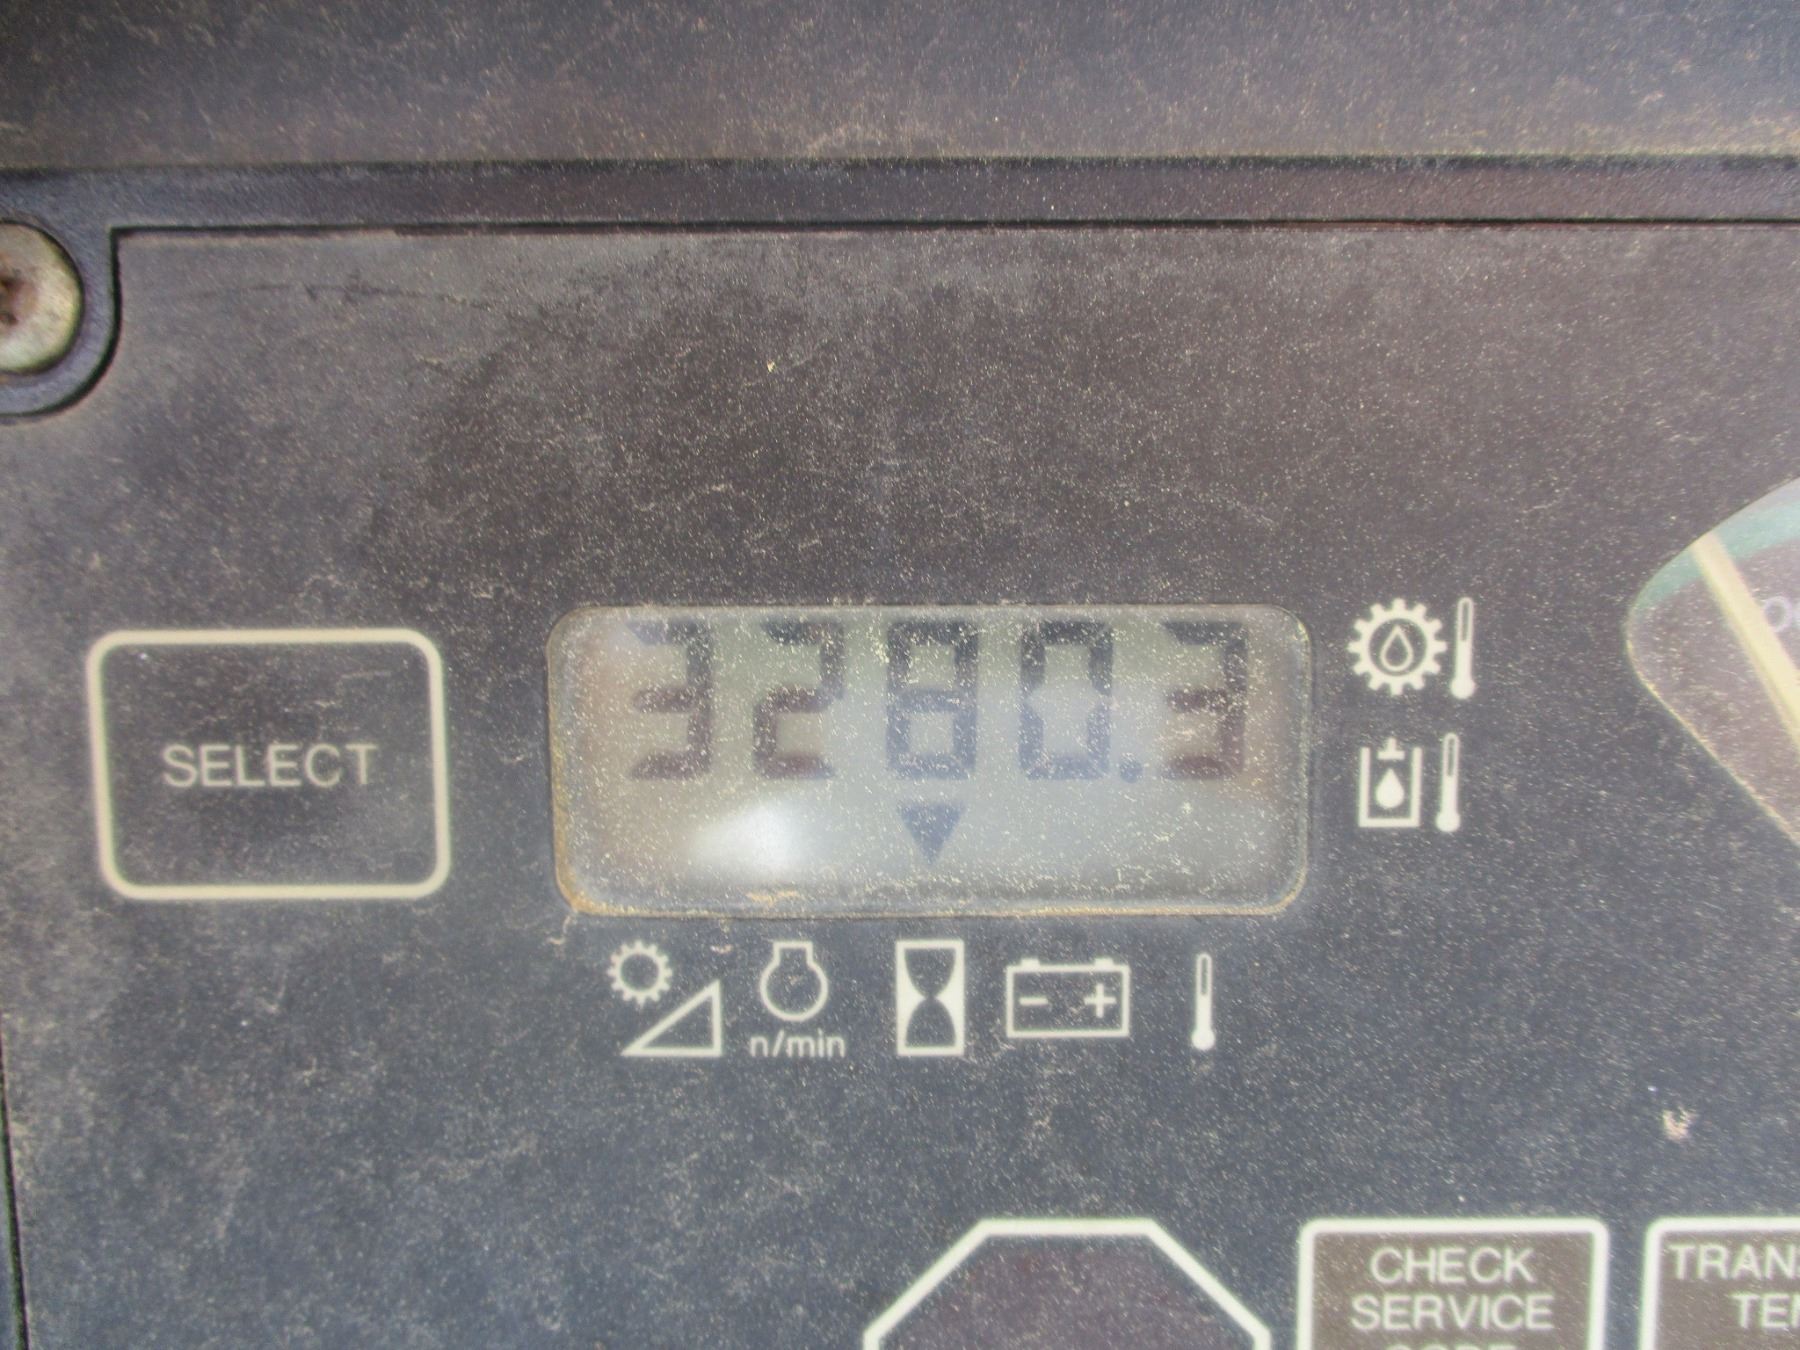 SELECT
3280.3
n/min
- +
CHECK
SERVICE